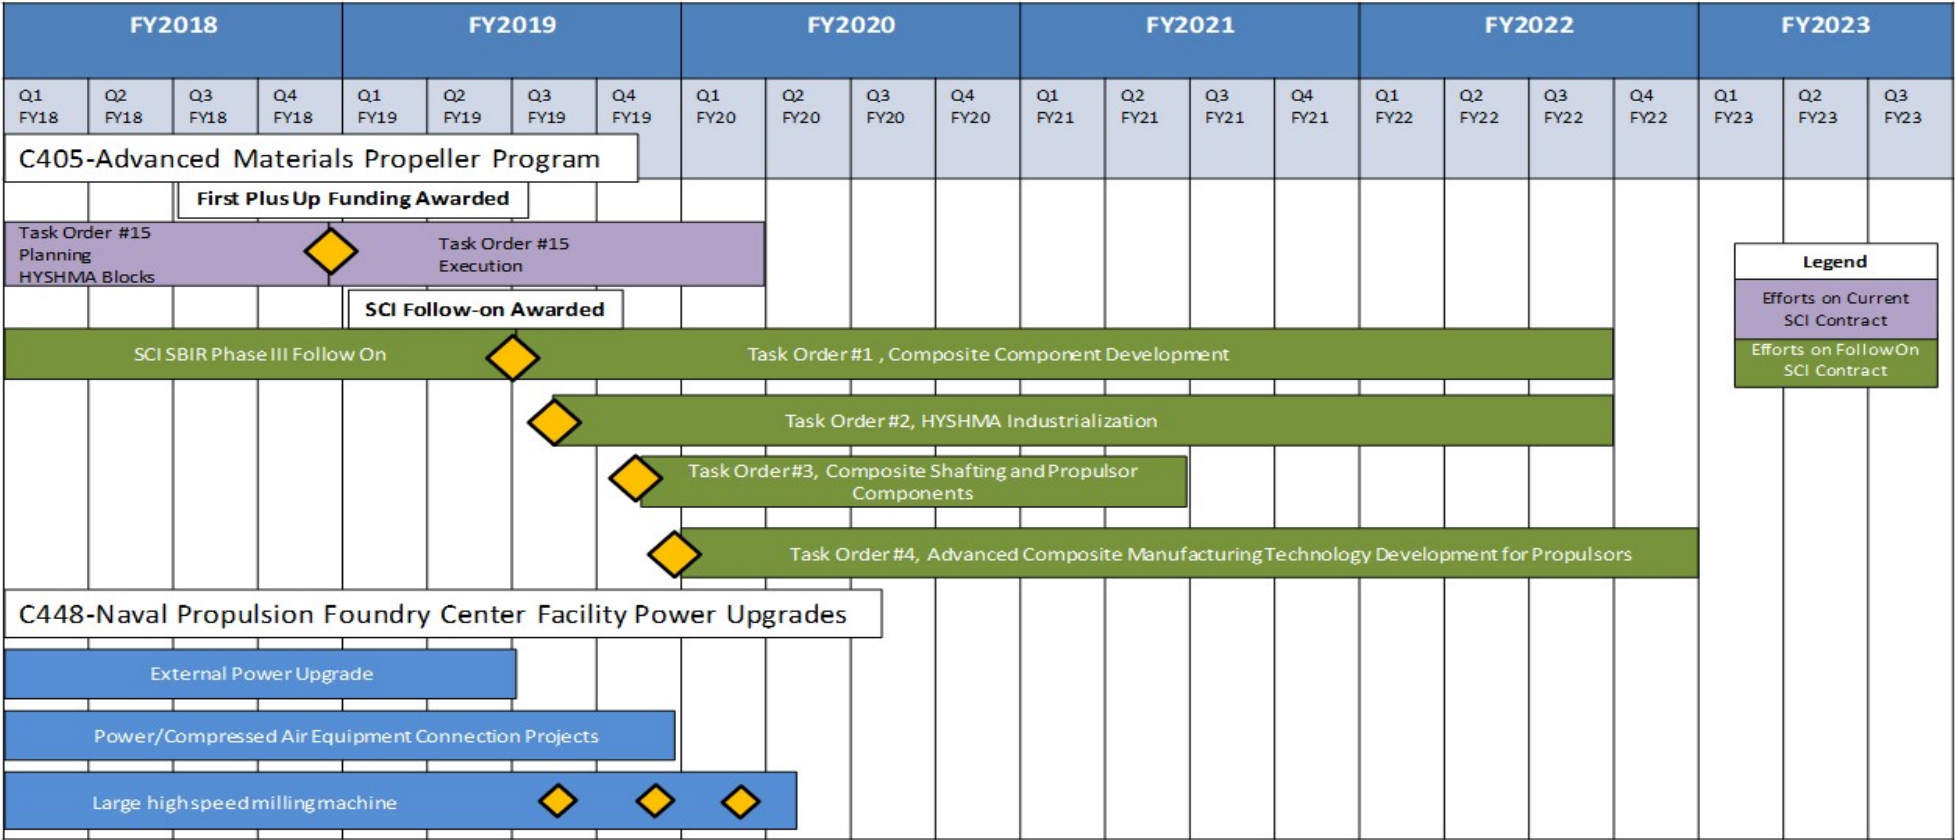 FY2018 FY2019 FY2020 FY2021 FY2022 FY2023
Q1 Q2 Q3 Q4 Q1 Q2 Q3 Q4 Q1 Q2 Q3 Q4 Q1 Q2 Q3 Q4 Q1 Q2 Q3 Q4 Q1 Q2 Q3
FY18 FY18 FY18 FY18 FY19 FY19 FY19 FY19 FY20 FY20 FY20 FY20 FY21 FY21 FY21 FY21 FY22 FY22 FY22 FY22 FY23 FY23 FY23
C405-Advanced Materials Propeller Program
First Plus Up Funding Awarded
Task Order #15
Planning
HYSHMA Blocks
Task Order #15
Execution
Legend
Efforts on Current
SCI Contract
Efforts on FollowOn
SCI Contract
SCI Follow-on Awarded
SCI SBIR Phase III Follow On
Task Order #1 , Composite Component Development
Task Order #2, HYSHMA Industrialization
Task Order #3, Composite Shafting and Propulsor
Components
Task Order #4, Advanced Composite Manufacturing Technology Development for Propulsors
C448-Naval Propulsion Foundry Center Facility Power Upgrades
External Power Upgrade
Power/Compressed Air Equipment Connection Projects
Large high speed milling machine